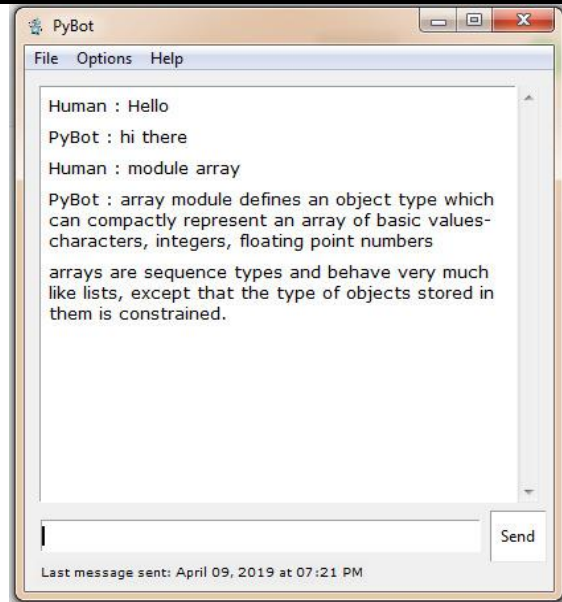 PyBot
File Options Help
Human : Hello
PyBot : hi there
Human : module array
PyBot : array module defines an object type which
can compactly represent an array of basic values-
characters, integers, floating point numbers
arrays are sequence types and behave very much
like lists, except that the type of objects stored in
them is constrained.
Send
Last message sent: April 09, 2019 at 07:21 PM